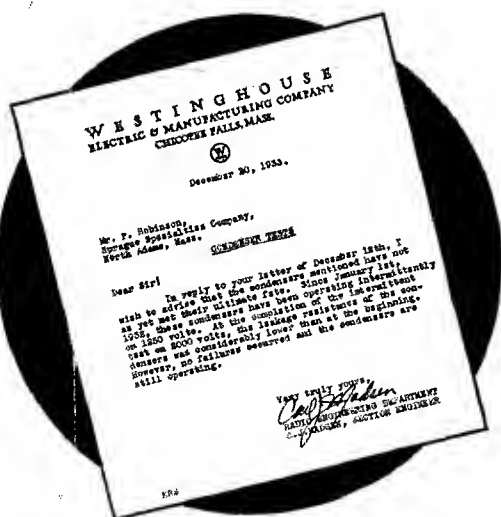 WESTINGHOUSE
ELECTRIC & MANUFACTURING COMPANY
CHICOPEE FALLS, MASS.
W
December 20, 1933.
Mr. P. Robinson,
Sprague Specialties Company,
North Adams, Mass.
CONDENSER TESTS
Dear Sir:
In reply to your letter of December 18th, I
wish to advise that the condensers mentioned have not
as yet met their ultimate fate. Since January 1st,
1932, these condensers have been operating intermittently
on 1250 volts. At the completion of the intermittent
test on 2000 volts, the leakage resistance of the con-
densers was considerably lower than at the beginning.
However, no failures occurred and the condensers are
still operating.
Very truly yours,
RADIO ENGINEERING DEPARTMENT
MADSEN, SECTION ENGINEER